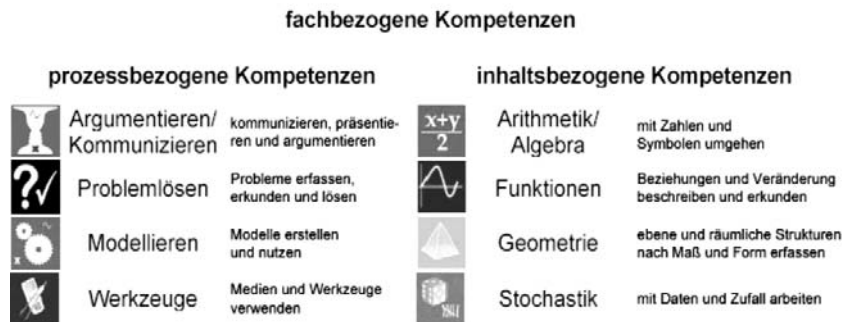 fachbezogene Kompetenzen
prozessbezogene Kompetenzen
Argumentieren/
Kommunizieren
kommunizieren, präsentie-
ren und argumentieren
Problemlösen
Probleme erfassen,
erkunden und lösen
Modellieren
Modelle erstellen
und nutzen
Werkzeuge
Medien und Werkzeuge
verwenden
inhaltsbezogene Kompetenzen
x+y
2
Arithmetik/
Algebra
mit Zahlen und
Symbolen umgehen
Funktionen
Beziehungen und Veränderung
beschreiben und erkunden
Geometrie
ebene und räumliche Strukturen
nach Maß und Form erfassen
Stochastik
mit Daten und Zufall arbeiten